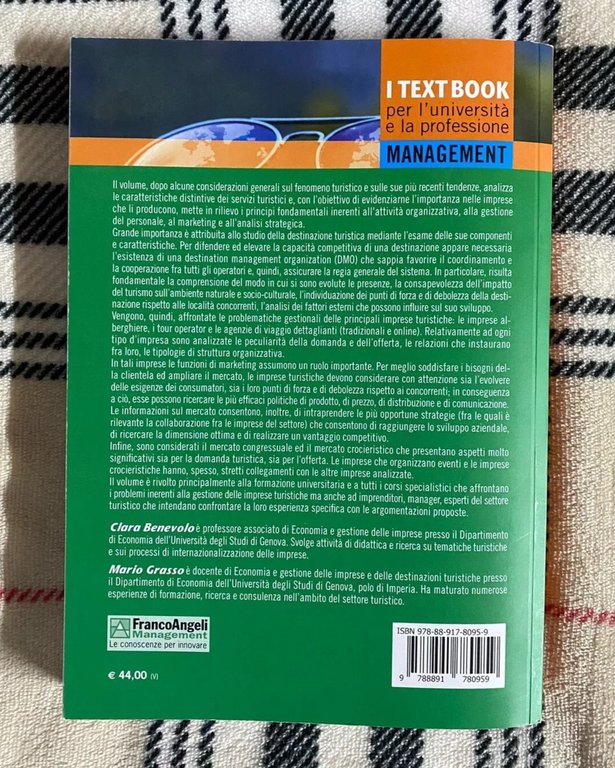 I TEXT BOOK
per l'università
e la professione
MANAGEMENT
Il volume, dopo alcune considerazioni generali sul fenomeno turistico e sulle sue più recenti tendenze, analizza
le caratteristiche distintive dei servizi turistici e, con l'obiettivo di evidenziarne l'importanza nelle imprese
che li producono, mette in rilievo i principi fondamentali inerenti all'attività organizzativa, alla gestione
del personale, al marketing e all'analisi strategica.
Grande importanza è attribuita allo studio della destinazione turistica mediante l'esame delle sue componenti
e caratteristiche. Per difendere ed elevare la capacità competitiva di una destinazione appare necessaria
l'esistenza di una destination management organization (DMO) che sappia favorire il coordinamento e
la cooperazione fra tutti gli operatori e, quindi, assicurare la regia generale del sistema. In particolare, risulta
fondamentale la comprensione del modo in cui si sono evolute le presenze, la consapevolezza dell'impatto
del turismo sull'ambiente naturale e socio-culturale, l'individuazione dei punti di forza e di debolezza della desti-
nazione rispetto alle località concorrenti, l'analisi dei fattori esterni che possono influire sul suo sviluppo.
Vengono, quindi, affrontate le problematiche gestionali delle principali imprese turistiche: le imprese al-
berghiere, i tour operator e le agenzie di viaggio dettaglianti (tradizionali e online). Relativamente ad ogni
tipo d'impresa sono analizzate le peculiarità della domanda e dell'offerta, le relazioni che instaurano
fra loro, le tipologie di struttura organizzativa.
In tali imprese le funzioni di marketing assumono un ruolo importante. Per meglio soddisfare i bisogni del-
la clientela ed ampliare il mercato, le imprese turistiche devono considerare con attenzione sia l'evolvere
delle esigenze dei consumatori, sia i loro punti di forza e di debolezza rispetto ai concorrenti; in conseguenza
a ciò, esse possono ricercare le più efficaci politiche di prodotto, di prezzo, di distribuzione e di comunicazione.
Le informazioni sul mercato consentono, inoltre, di intraprendere le più opportune strategie (fra le quali è
rilevante la collaborazione fra le imprese del settore) che consentono di raggiungere lo sviluppo aziendale,
di ricercare la dimensione ottima e di realizzare un vantaggio competitivo.
Infine, sono considerati il mercato congressuale ed il mercato crocieristico che presentano aspetti molto
significativi sia per la domanda turistica, sia per l'offerta. Le imprese che organizzano eventi e le imprese
crocieristiche hanno, spesso, stretti collegamenti con le altre imprese analizzate.
Il volume è rivolto principalmente alla formazione universitaria e a tutti i corsi specialistici che affrontano
i problemi inerenti alla gestione delle imprese turistiche ma anche ad imprenditori, manager, esperti del settore
turistico che intendano confrontare la loro esperienza specifica con le argomentazioni proposte.
Clara Benevolo è professore associato di Economia e gestione delle imprese presso il Dipartimento
di Economia dell'Università degli Studi di Genova. Svolge attività di didattica e ricerca su tematiche turistiche
e sui processi di internazionalizzazione delle imprese.
Mario Grasso è docente di Economia e gestione delle imprese e delle destinazioni turistiche presso
il Dipartimento di Economia dell'Università degli Studi di Genova, polo di Imperia. Ha maturato numerose
esperienze di formazione, ricerca e consulenza nell'ambito del settore turistico.
FrancoAngeli
Management
Le conoscenze per innovare
€ 44,00 (V)
ISBN 978-88-917-8095-9
9 788891 780959